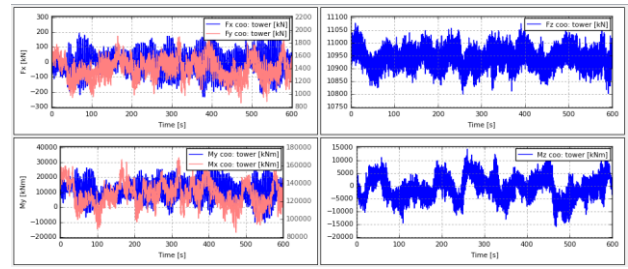 300
200
100
0
−100
−200
−300
Fx [kN]
Fx coo: tower [kN]
Fy coo: tower [kN]
2200
2000
1800
1600
1400
1200
1000
800
0 100 200 300 400 500 600
Time [s]
11100
11050
11000
10950
10900
10850
10800
10750
Fz coo: tower [kN]
0 100 200 300 400 500 600
Time [s]
40000
30000
20000
10000
0
−10000
−20000
My [kNm]
My coo: tower [kNm]
Mx coo: tower [kNm]
180000
160000
140000
120000
100000
80000
0 100 200 300 400 500 600
Time [s]
15000
10000
5000
0
−5000
−10000
−15000
−20000
Mz coo: tower [kNm]
0 100 200 300 400 500 600
Time [s]